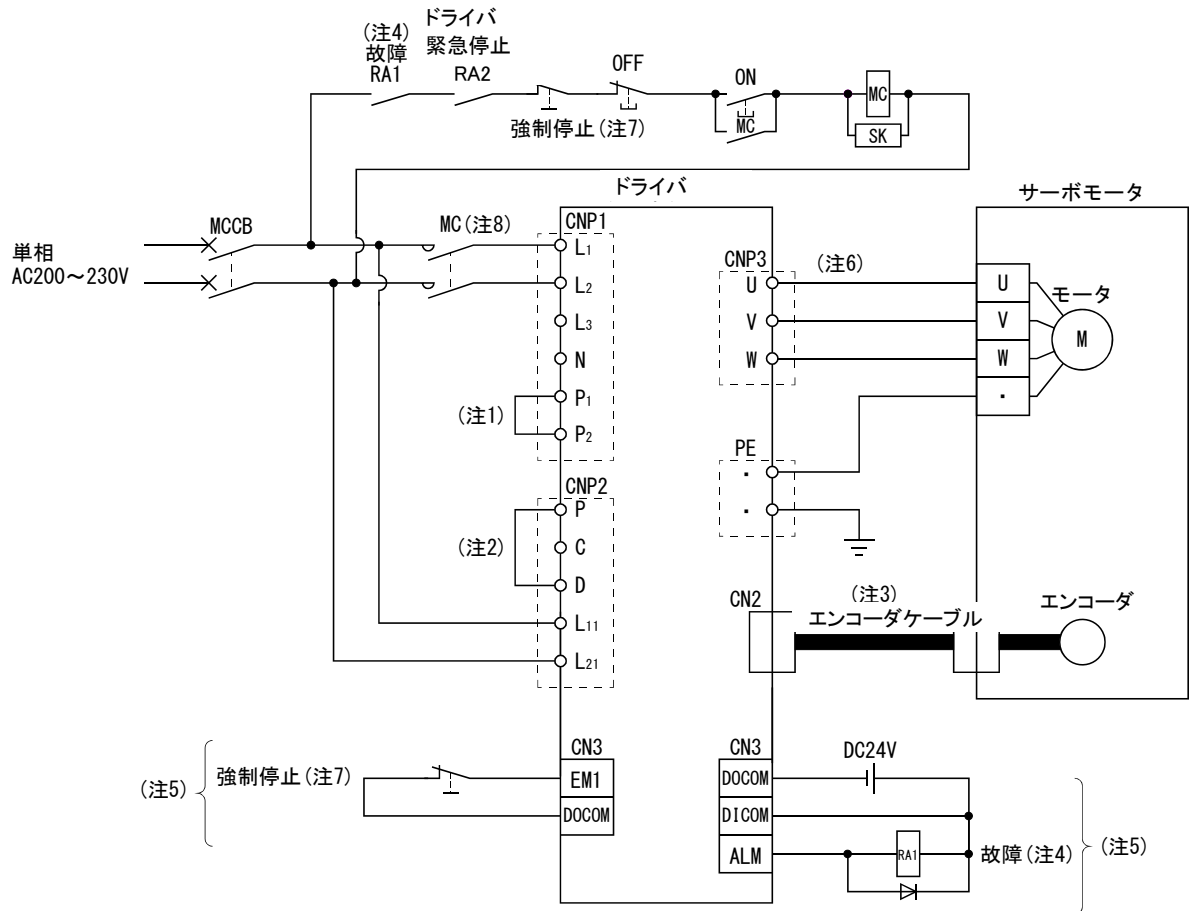 (注4)
故障
RA1
ドライバ
緊急停止
RA2
OFF
ON
MC
SK
強制停止(注7)
MC
ドライバ
サーボモータ
単相
AC200～230V
MCCB
MC(注8)
CNP1
L1
L2
L3
N
P1
P2
(注1)
CNP2
P
C
D
L11
L21
(注2)
CNP3
U
V
W
(注6)
U
V
W
モータ
M
PE
CN2
(注3)
エンコーダケーブル
エンコーダ
(注5)
強制停止(注7)
CN3
EM1
DOCOM
CN3
DOCOM
DICOM
ALM
DC24V
RA1
故障(注4)
(注5)